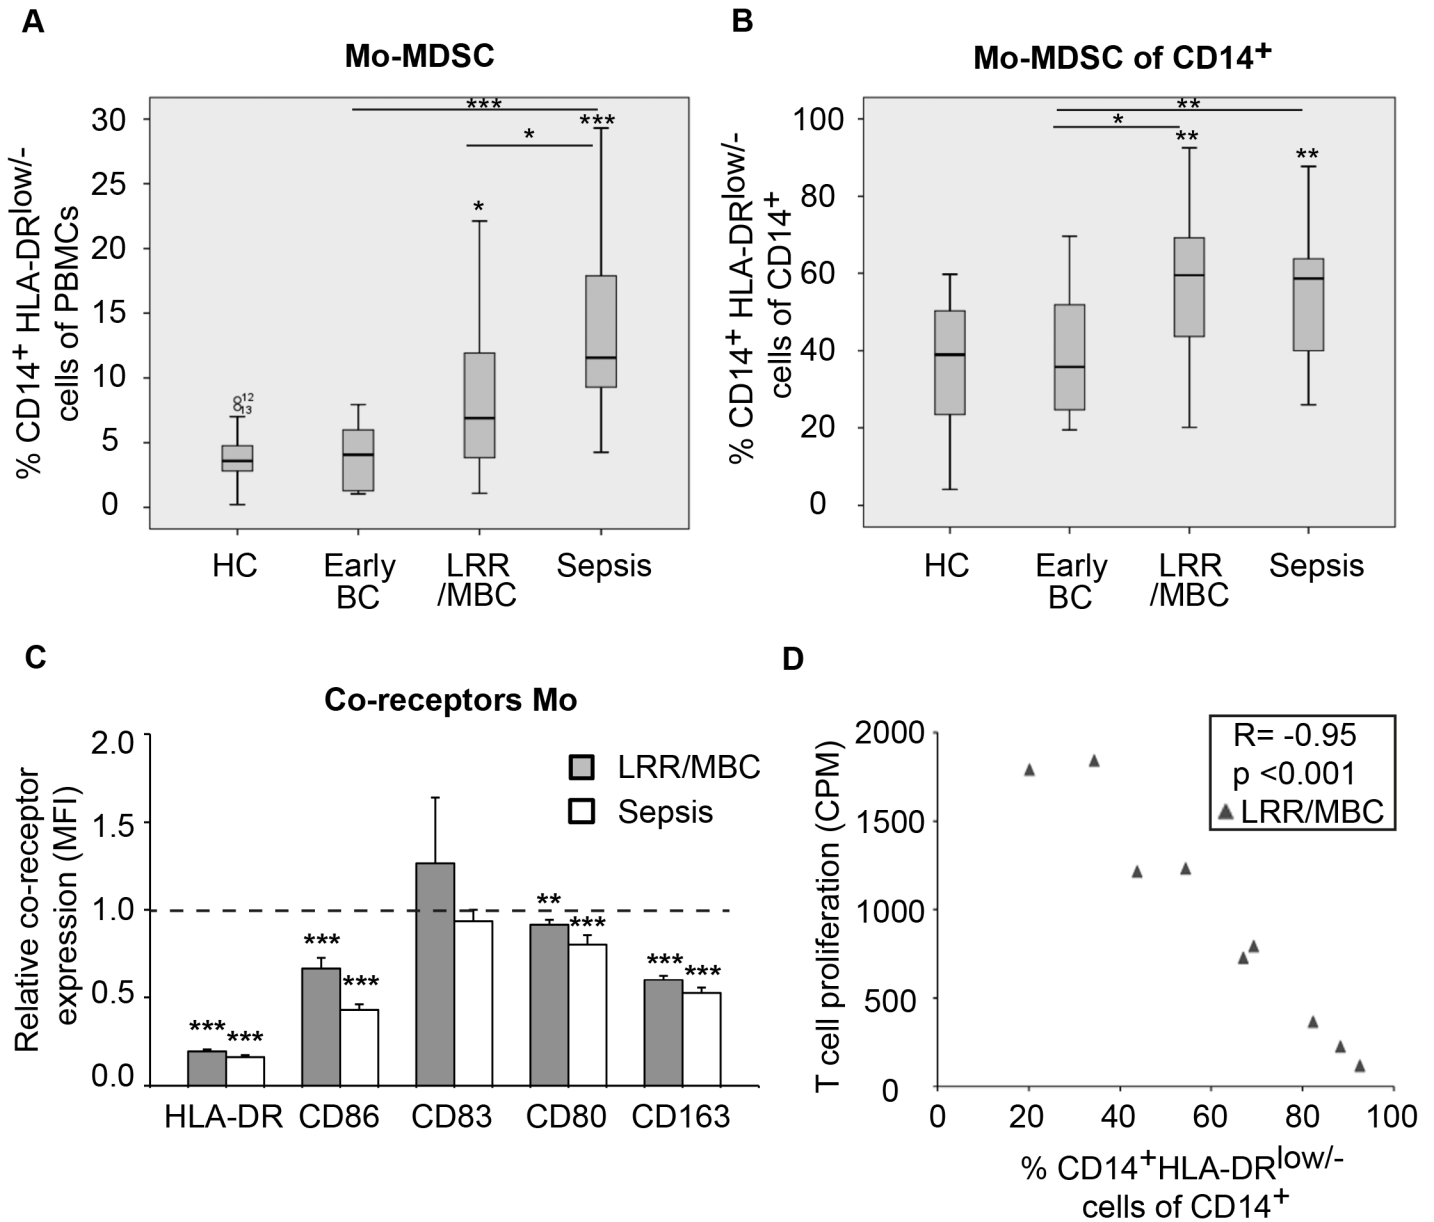 A
Mo-MDSC
% CD14+ HLA-DRlow/-
cells of PBMCs
30
25
20
15
10
5
0
***
***
*
*
12
13
HC
Early
BC
LRR
/MBC
Sepsis
B
Mo-MDSC of CD14+
% CD14+ HLA-DRlow/-
cells of CD14+
100
80
60
40
20
0
**
*
**
**
HC
Early
BC
LRR
/MBC
Sepsis
C
Co-receptors Mo
Relative co-receptor
expression (MFI)
2.0
1.5
1.0
0.5
0.0
LRR/MBC
Sepsis
***
***
***
***
**
***
***
***
HLA-DR
CD86
CD83
CD80
CD163
D
T cell proliferation (CPM)
2000
1500
1000
500
0
R= -0.95
p <0.001
LRR/MBC
0
20
40
60
80
100
% CD14+HLA-DRlow/-
cells of CD14+